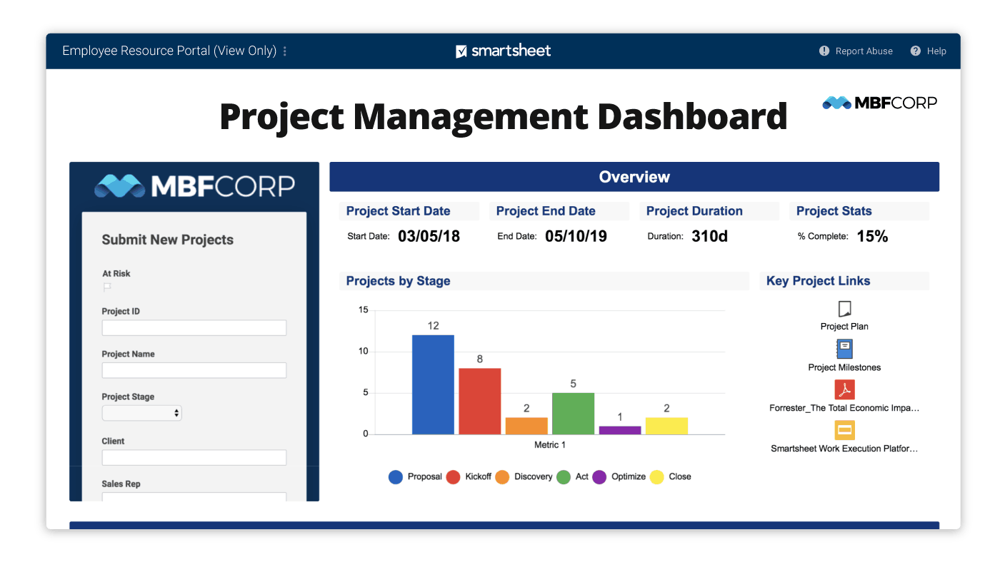 Employee Resource Portal (View Only)
smartsheet
Report Abuse
Help
Project Management Dashboard
MBFCORP
MBFCORP
Submit New Projects
At Risk
Project ID
Project Name
Project Stage
Client
Sales Rep
Overview
Project Start Date
Start Date: 03/05/18
Project End Date
End Date: 05/10/19
Project Duration
Duration: 310d
Project Stats
% Complete: 15%
Projects by Stage
15
10
5
0
12
8
2
5
1
2
Metric 1
Proposal Kickoff Discovery Act Optimize Close
Key Project Links
Project Plan
Project Milestones
Forrester_The Total Economic Impa...
Smartsheet Work Execution Platfor...